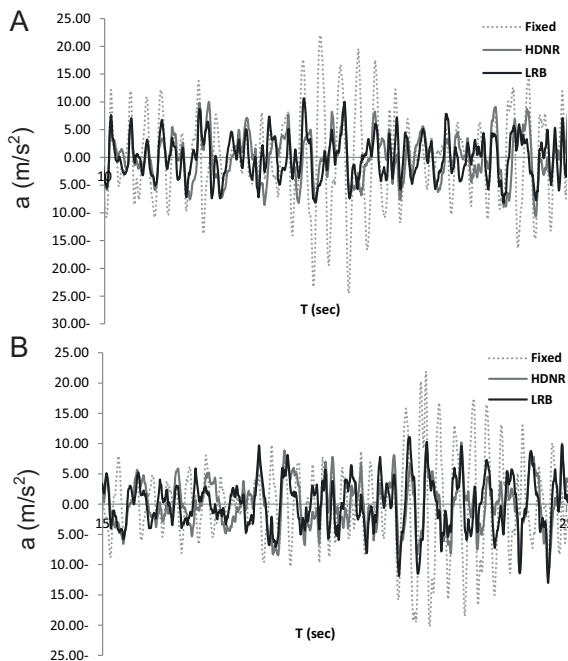 A
25.00
20.00
15.00
10.00
5.00
0.00
5.00-
10.00-
15.00-
20.00-
25.00-
30.00-
a (m/s²)
10
T (sec)
Fixed
HDNR
LRB
B
25.00
20.00
15.00
10.00
5.00
0.00
5.00-
10.00-
15.00-
20.00-
25.00-
a (m/s²)
15
T (sec)
Fixed
HDNR
LRB